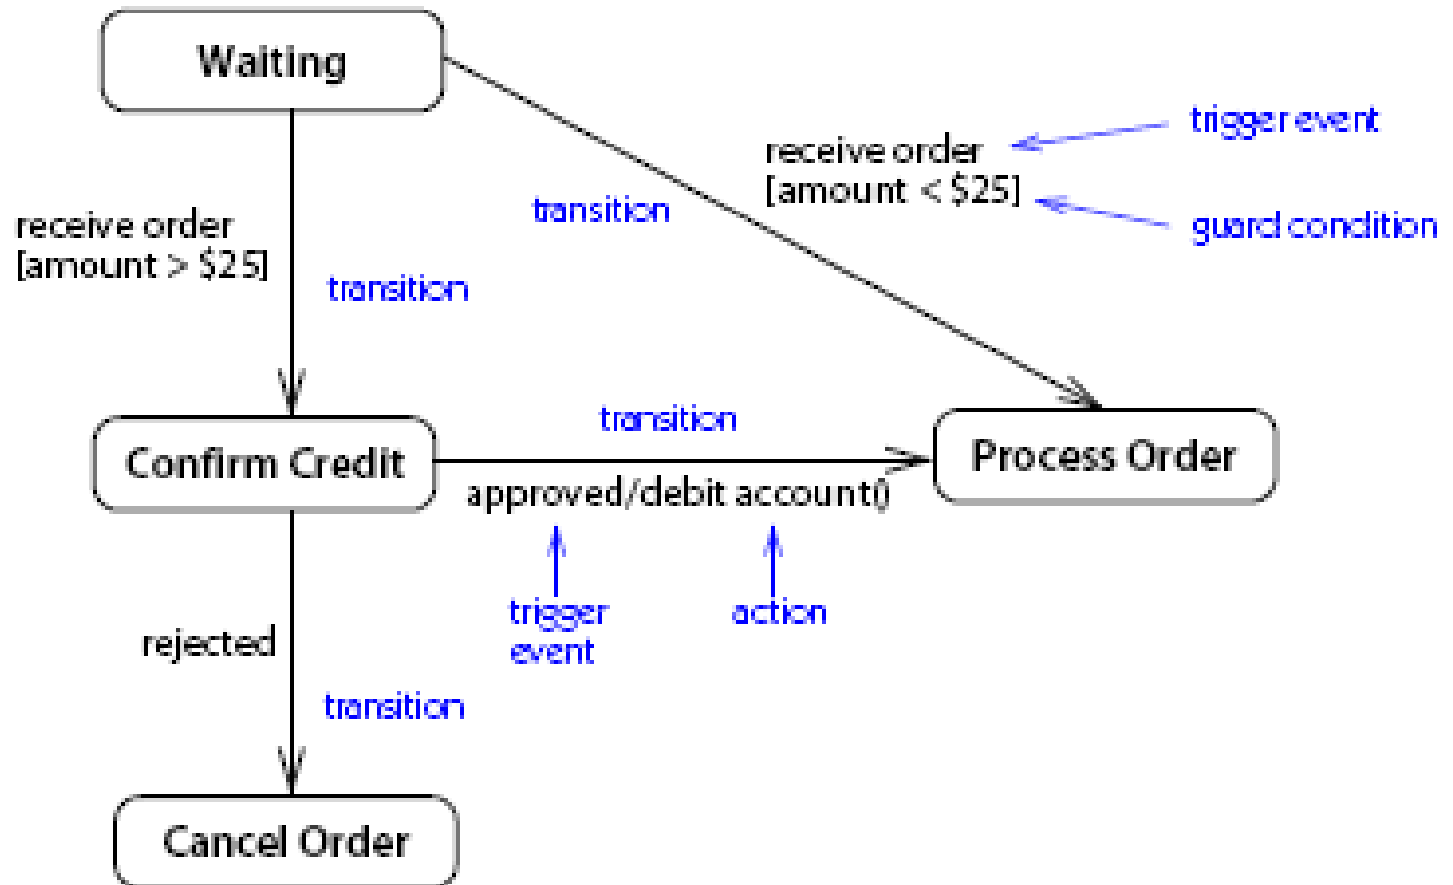 Waiting
trigger event
receive order
[amount < $25]
transition
guard condition
receive order
[amount > $25]
transition
transition
Confirm Credit
Process Order
approved/debit account()
trigger
event
action
rejected
transition
Cancel Order